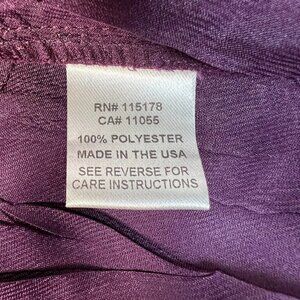 RN# 115178
CA# 11055
100% POLYESTER
MADE IN THE USA
SEE REVERSE FOR
CARE INSTRUCTIONS